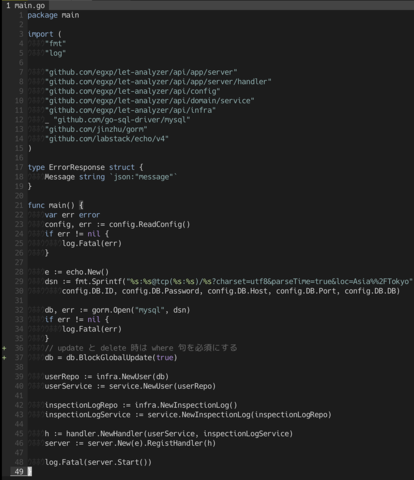 1 main.go
1 package main
2
3 import (
4 "fmt"
5 "log"
6
7 "github.com/egxp/let-analyzer/api/app/server"
8 "github.com/egxp/let-analyzer/api/app/server/handler"
9 "github.com/egxp/let-analyzer/api/config"
10 "github.com/egxp/let-analyzer/api/domain/service"
11 "github.com/egxp/let-analyzer/api/infra"
12 _ "github.com/go-sql-driver/mysql"
13 "github.com/jinzhu/gorm"
14 "github.com/labstack/echo/v4"
15 )
16
17 type ErrorResponse struct {
18 Message string `json:"message"`
19 }
20
21 func main() {
22 var err error
23 config, err := config.ReadConfig()
24 if err != nil {
25 log.Fatal(err)
26 }
27
28 e := echo.New()
29 dsn := fmt.Sprintf("%s:%s@tcp(%s:%s)/%s?charset=utf8&parseTime=true&loc=Asia%%2FTokyo"
30 config.DB.ID, config.DB.Password, config.DB.Host, config.DB.Port, config.DB.DB)
31
32 db, err := gorm.Open("mysql", dsn)
33 if err != nil {
34 log.Fatal(err)
35 }
+ 36 // update と delete 時は where 句を必須にする
+ 37 db = db.BlockGlobalUpdate(true)
38
39 userRepo := infra.NewUser(db)
40 userService := service.NewUser(userRepo)
41
42 inspectionLogRepo := infra.NewInspectionLog()
43 inspectionLogService := service.NewInspectionLog(inspectionLogRepo)
44
45 h := handler.NewHandler(userService, inspectionLogService)
46 server := server.New(e).RegistHandler(h)
47
48 log.Fatal(server.Start())
49 }